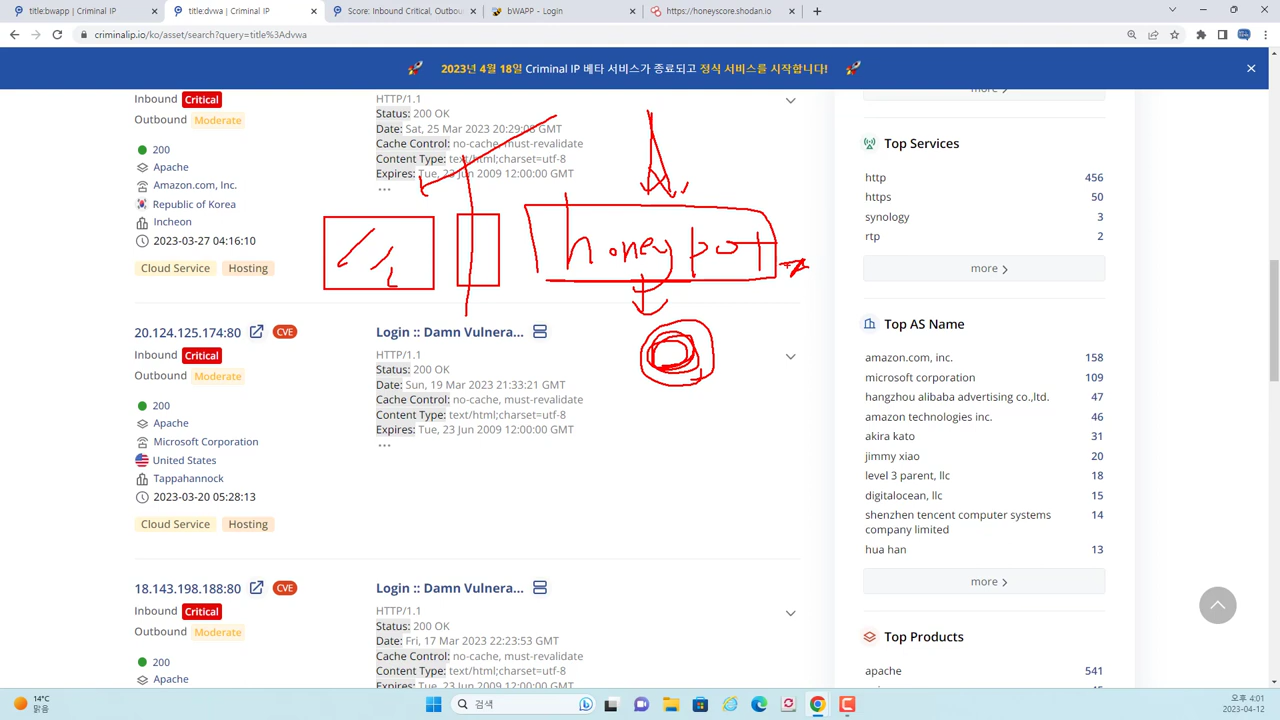 title:bwapp | Criminal IP
title:dvwa | Criminal IP
Score: Inbound Critical, Outbou
bWAPP - Login
https://honeyscore.shodan.io
criminalip.io/ko/asset/search?query=title%3Advwa
2023년 4월 18일 Criminal IP 베타 서비스가 종료되고 정식 서비스를 시작합니다!
Inbound Critical
Outbound Moderate
200
Apache
Amazon.com, Inc.
Republic of Korea
Incheon
2023-03-27 04:16:10
Cloud Service Hosting
HTTP/1.1
Status: 200 OK
Date: Sat, 25 Mar 2023 20:29:08 GMT
Cache Control: no-cache, must-revalidate
Content Type: text/html;charset=utf-8
Expires: Tue, 23 Jun 2009 12:00:00 GMT
honeypot
20.124.125.174:80 CVE
Inbound Critical
Outbound Moderate
200
Apache
Microsoft Corporation
United States
Tappahannock
2023-03-20 05:28:13
Cloud Service Hosting
Login :: Damn Vulnera...
HTTP/1.1
Status: 200 OK
Date: Sun, 19 Mar 2023 21:33:21 GMT
Cache Control: no-cache, must-revalidate
Content Type: text/html;charset=utf-8
Expires: Tue, 23 Jun 2009 12:00:00 GMT
18.143.198.188:80 CVE
Inbound Critical
Outbound Moderate
200
Apache
Login :: Damn Vulnera...
HTTP/1.1
Status: 200 OK
Date: Fri, 17 Mar 2023 22:23:53 GMT
Cache Control: no-cache, must-revalidate
Content Type: text/html;charset=utf-8
Expires: Tue, 23 Jun 2009 12:00:00 GMT
more
Top Services
http 456
https 50
synology 3
rtp 2
more
Top AS Name
amazon.com, inc. 158
microsoft corporation 109
hangzhou alibaba advertising co.,ltd. 47
amazon technologies inc. 46
akira kato 31
jimmy xiao 20
level 3 parent, llc 18
digitalocean, llc 15
shenzhen tencent computer systems 14
company limited
hua han 13
more
Top Products
apache 541
14°C
맑음
검색
오후 4:01
2023-04-12